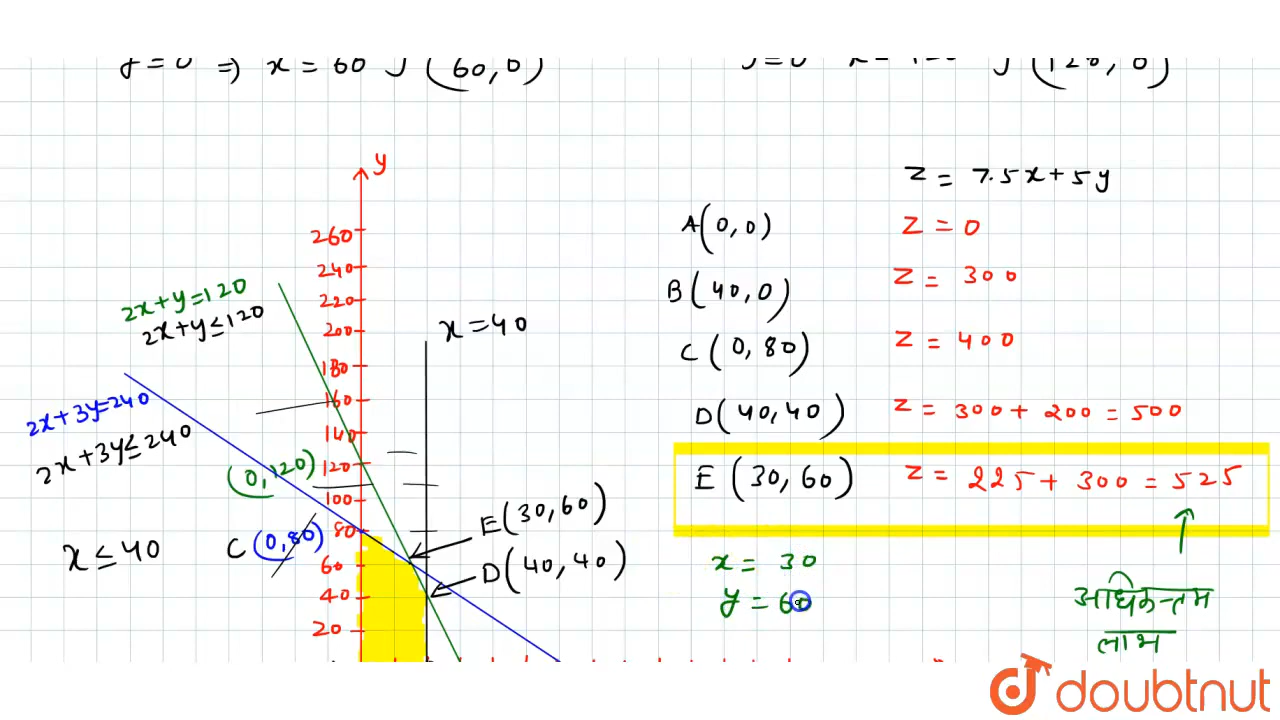 y=0 ⇒ x = 60 } (60,0)
(120, 0)
y
Z = 7.5x+5y
A(0,0) Z = 0
B(40,0) Z = 300
C(0,80) Z = 400
D(40,40) Z = 300+200=500
E(30,60) Z = 225+300=525
x = 30
y = 60
अधिकतम
लाभ
260
240
220
200
180
160
140
120
100
80
60
40
20
2x+y=120
2x+y≤120
x=40
2x+3y=240
2x+3y≤240
(0,120)
C (0,80)
x≤40
E(30,60)
D(40,40)
doubtnut